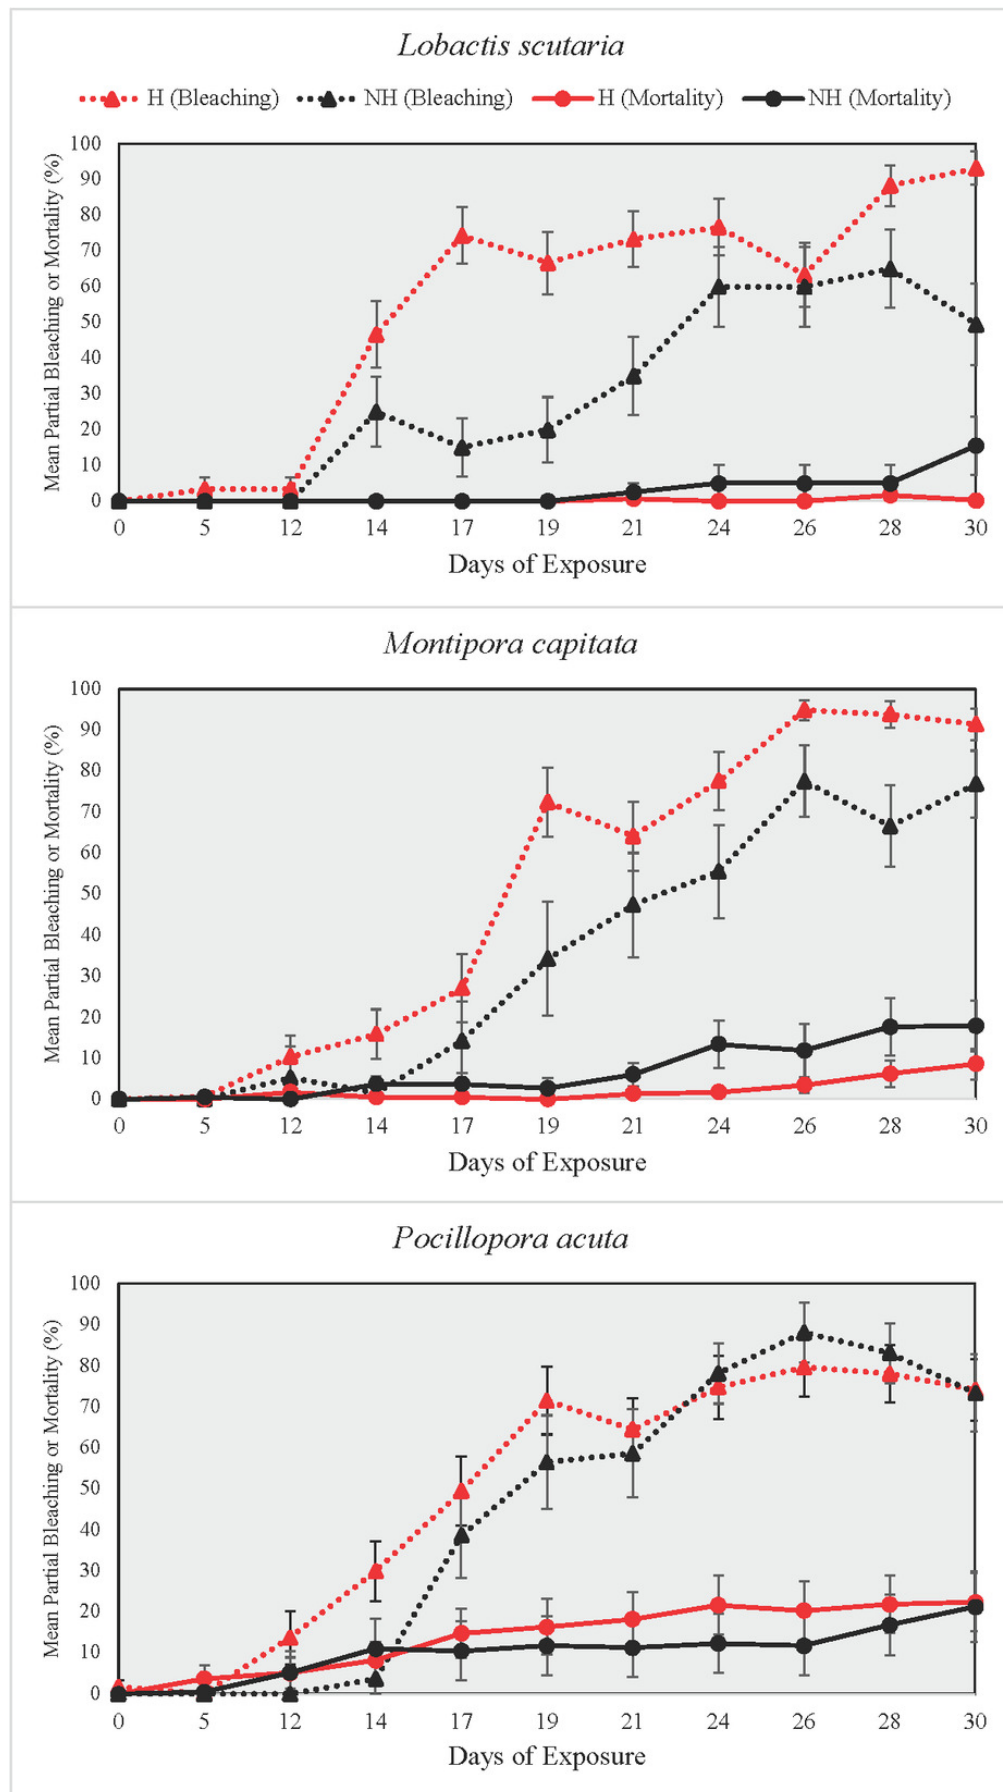 Lobactis scutaria
H (Bleaching) NH (Bleaching) H (Mortality) NH (Mortality)
Mean Partial Bleaching or Mortality (%)
100
90
80
70
60
50
40
30
20
10
0
0 5 12 14 17 19 21 24 26 28 30
Days of Exposure
Montipora capitata
Mean Partial Bleaching or Mortality (%)
100
90
80
70
60
50
40
30
20
10
0
0 5 12 14 17 19 21 24 26 28 30
Days of Exposure
Pocillopora acuta
Mean Partial Bleaching or Mortality (%)
100
90
80
70
60
50
40
30
20
10
0
0 5 12 14 17 19 21 24 26 28 30
Days of Exposure